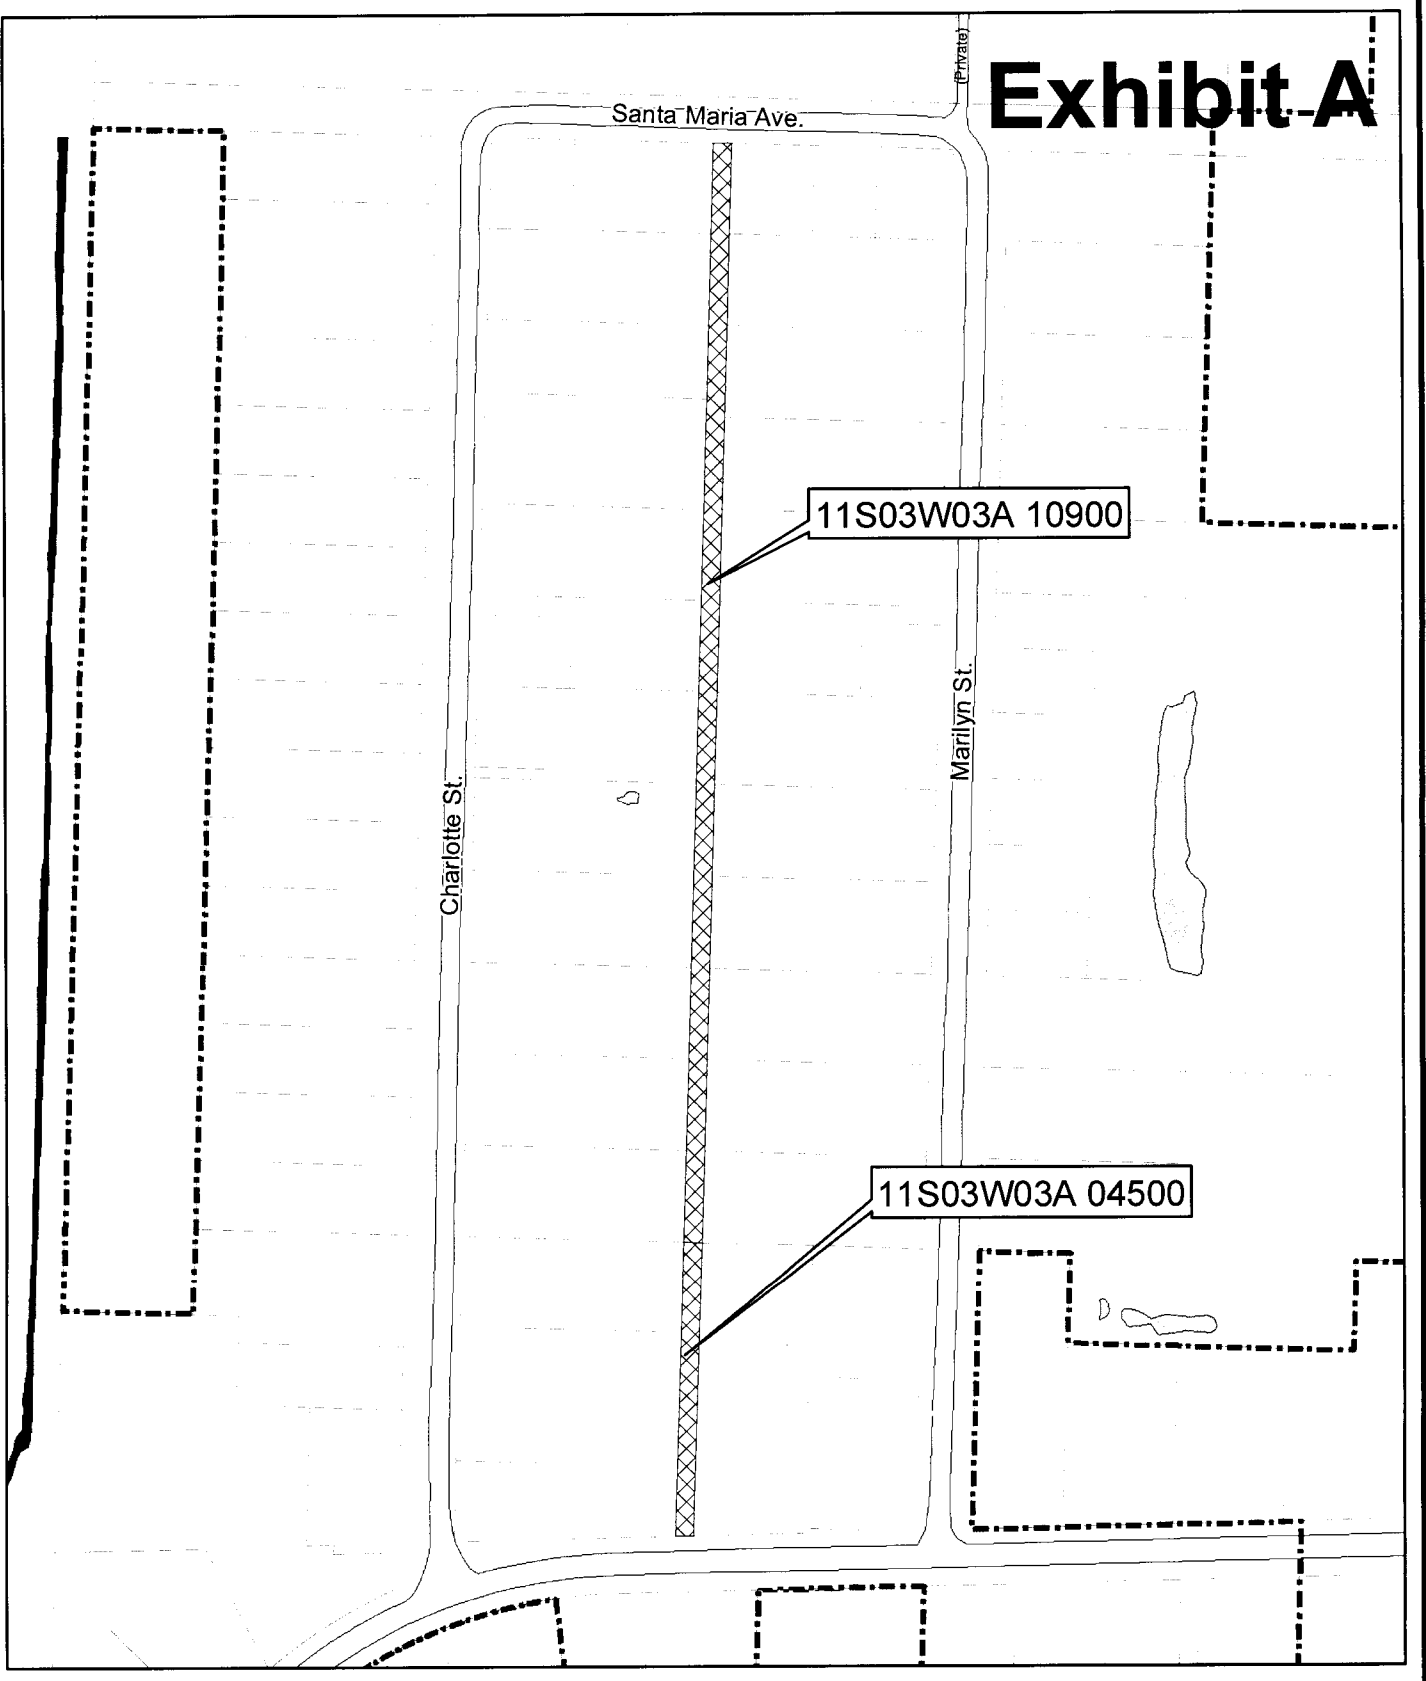 (Private)
Exhibit A
Santa Maria Ave.
11S03W03A 10900
Marilyn St.
Charlotte St.
11S03W03A 04500